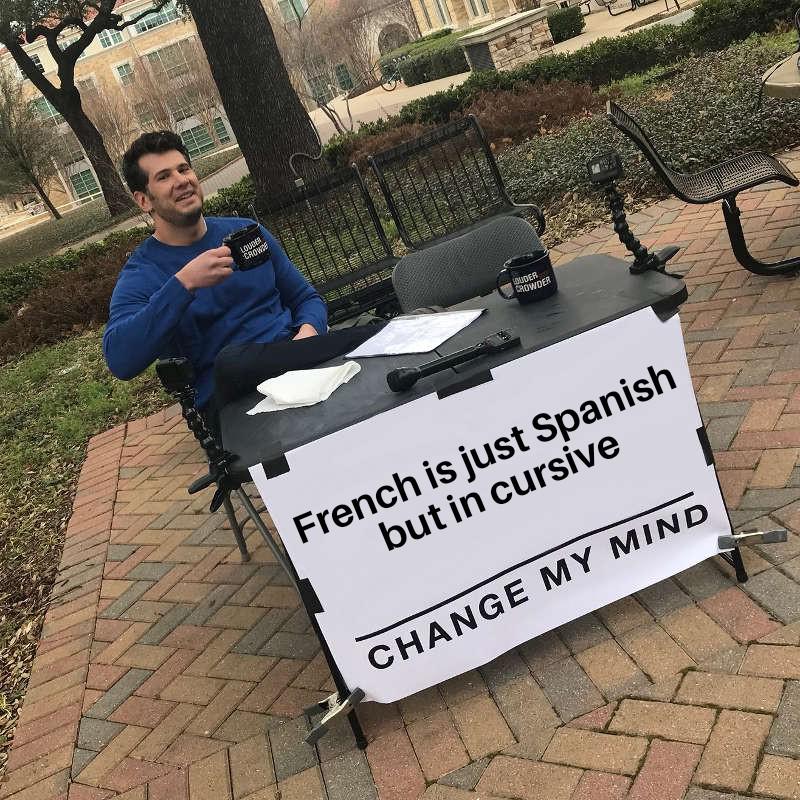 LOUDER
CROWDER
LOUDER
CROWDER
French is just Spanish
but in cursive
CHANGE MY MIND